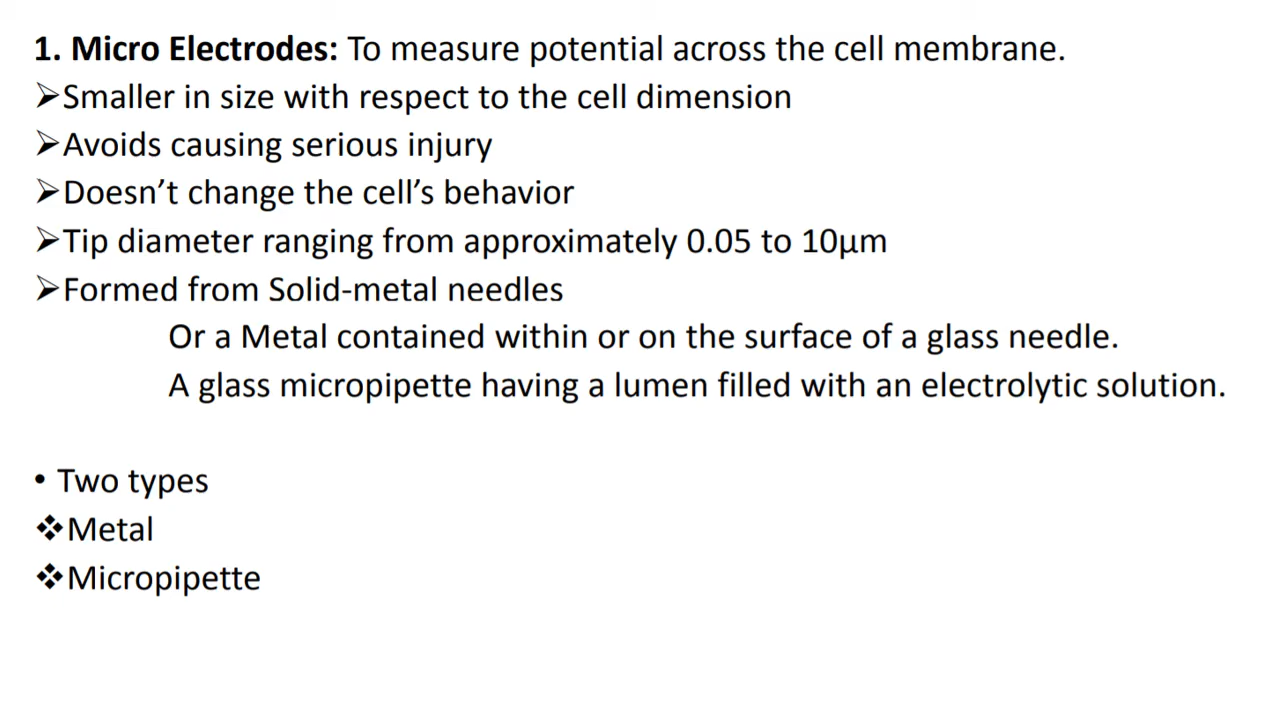 1. Micro Electrodes: To measure potential across the cell membrane.
➢Smaller in size with respect to the cell dimension
➢Avoids causing serious injury
➢Doesn’t change the cell’s behavior
➢Tip diameter ranging from approximately 0.05 to 10μm
➢Formed from Solid-metal needles
Or a Metal contained within or on the surface of a glass needle.
A glass micropipette having a lumen filled with an electrolytic solution.
• Two types
❖Metal
❖Micropipette